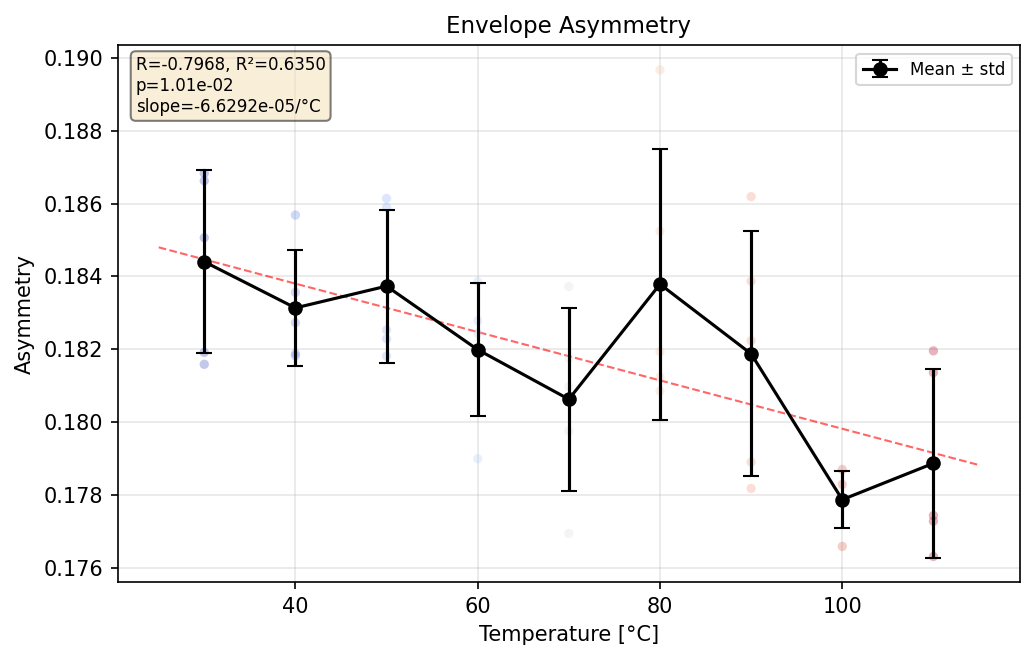 Envelope Asymmetry
R=-0.7968, R²=0.6350
p=1.01e-02
slope=-6.6292e-05/°C
Mean ± std
0.190
0.188
0.186
0.184
0.182
0.180
0.178
0.176
Asymmetry
40
60
80
100
Temperature [°C]